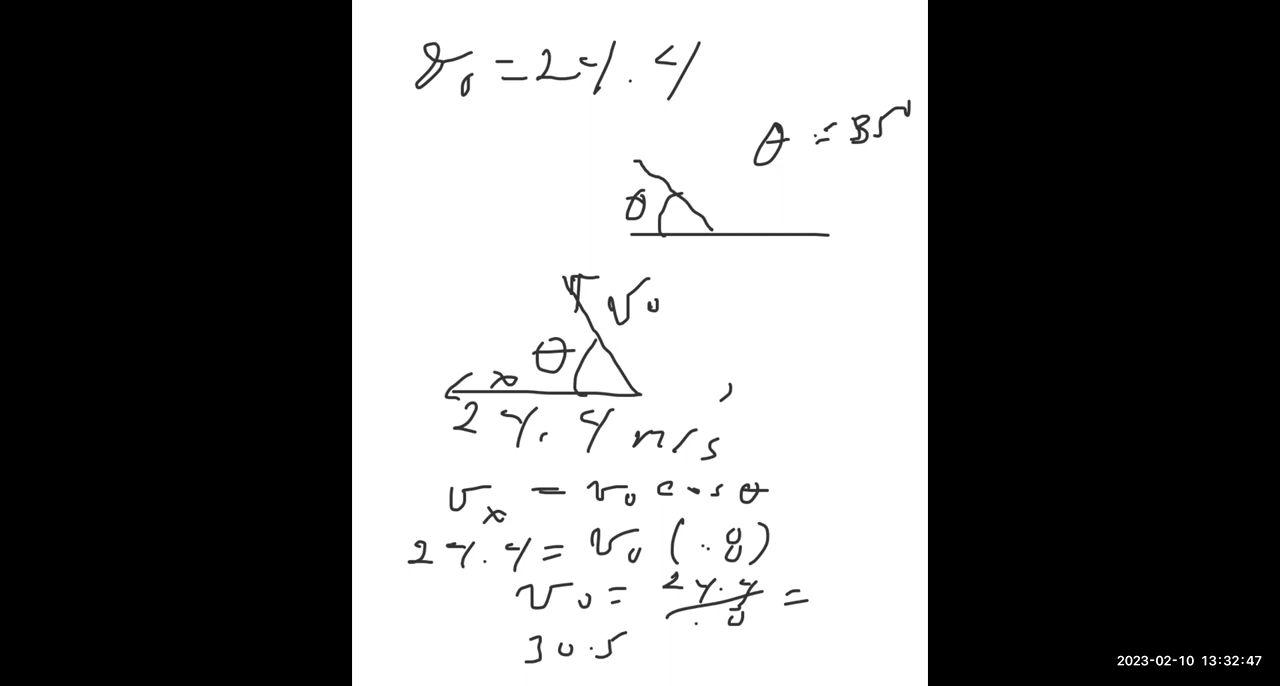 v₀ = 24.4
θ = 35°
θ
v₀
θ
x
24.4 m/s
vₓ = v₀ cos θ
24.4 = v₀ (.8)
v₀ = 24.4/.8 =
30.5
2023-02-10 13:32:47